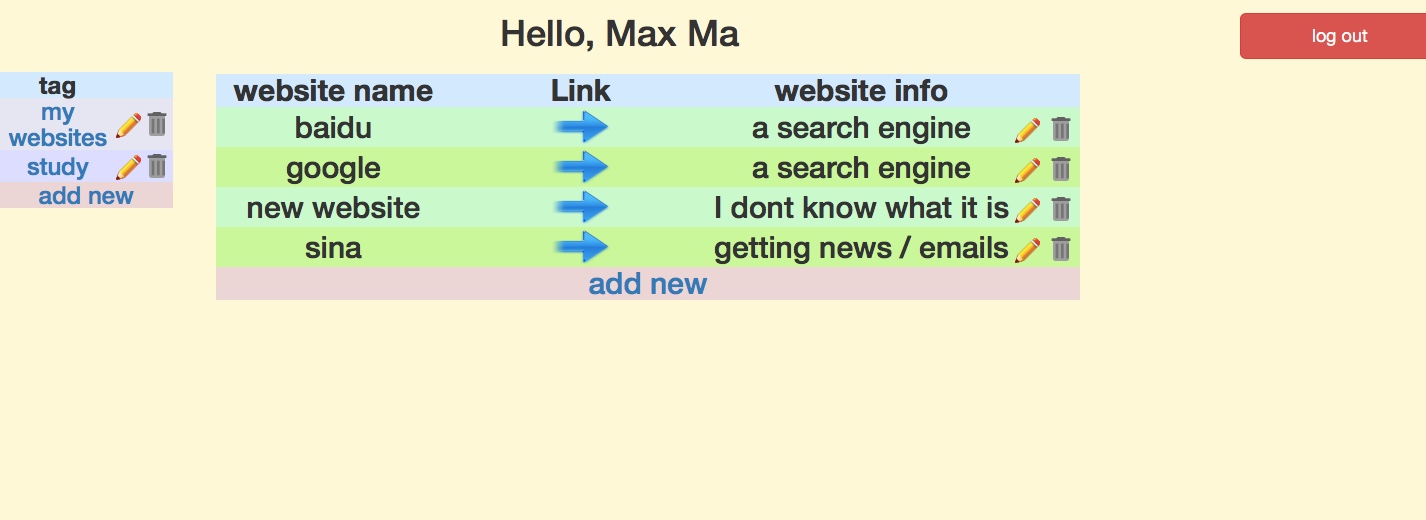 Hello, Max Ma
log out
tag
my
websites
study
add new
website name Link website info
baidu a search engine
google a search engine
new website I dont know what it is
sina getting news / emails
add new